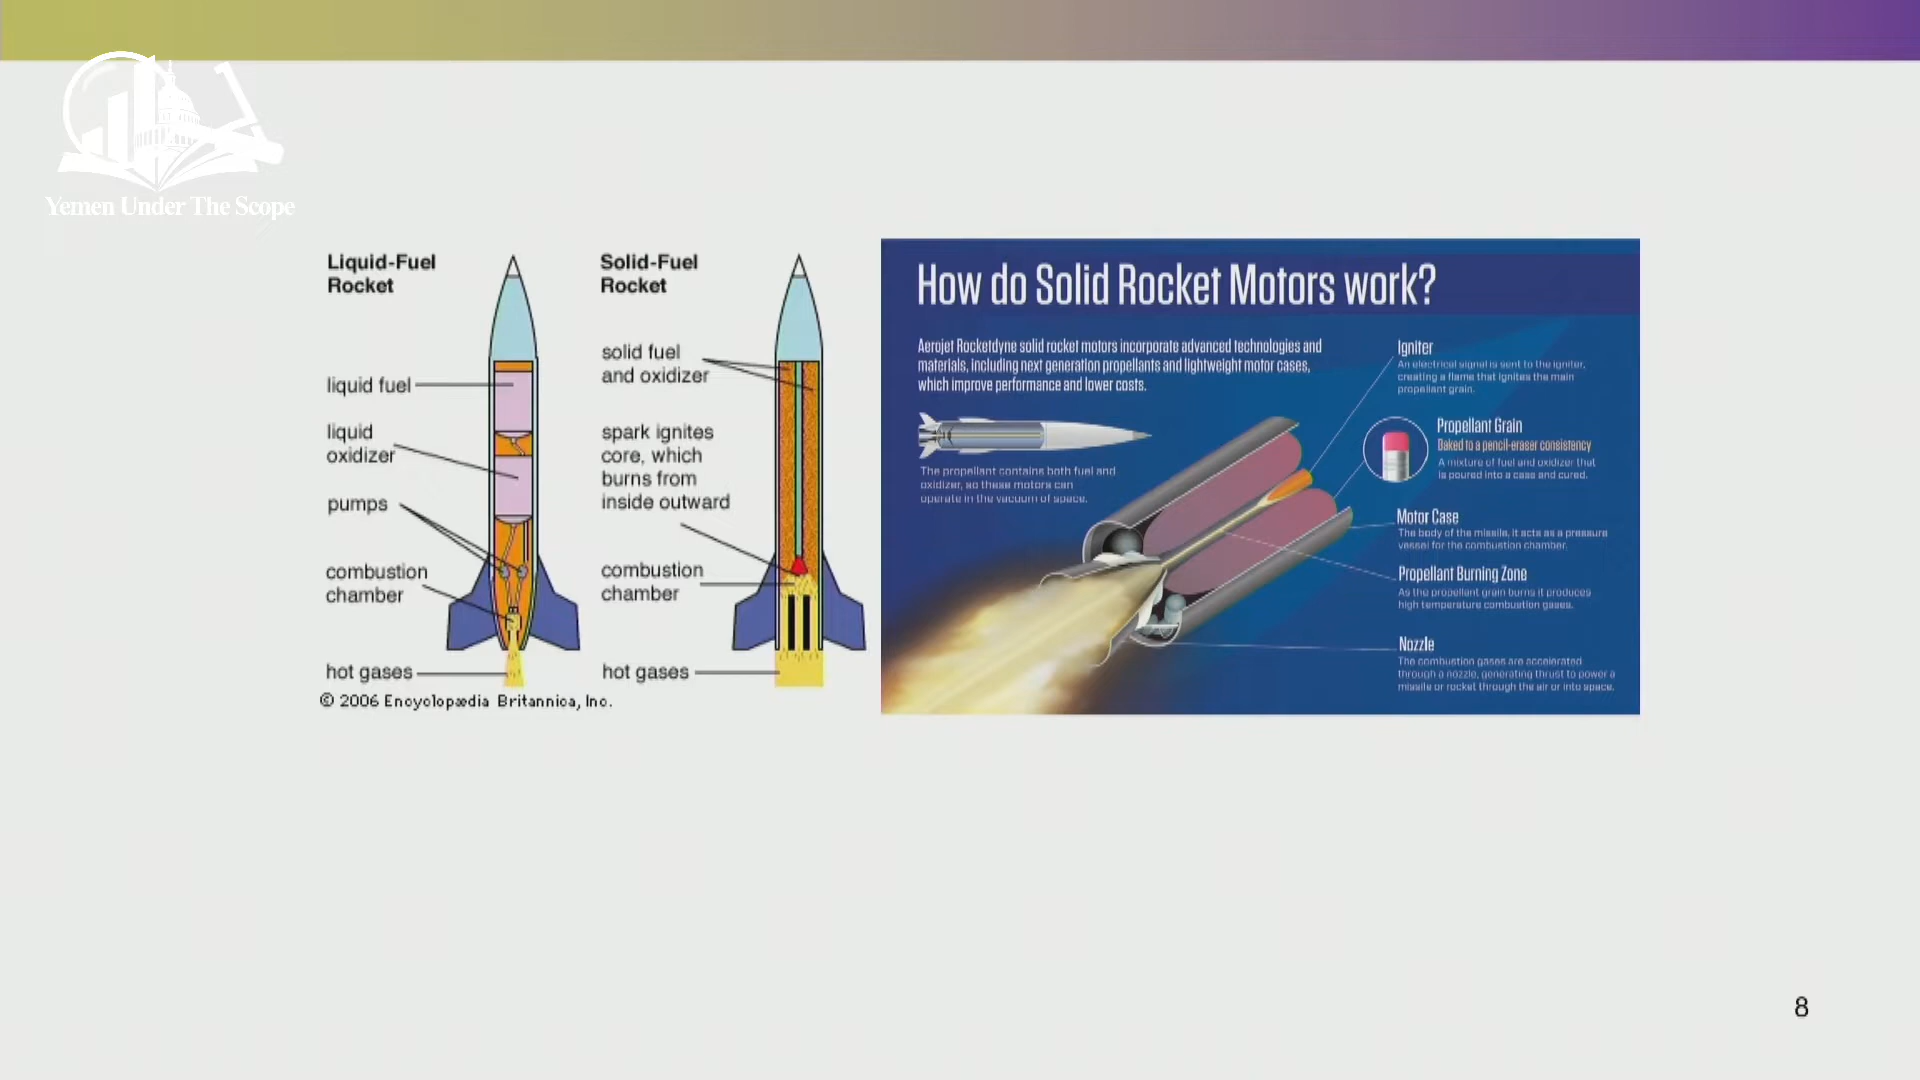 Yemen Under The Scope
Liquid-Fuel
Rocket
liquid fuel
liquid
oxidizer
pumps
combustion
chamber
hot gases
Solid-Fuel
Rocket
solid fuel
and oxidizer
spark ignites
core, which
burns from
inside outward
combustion
chamber
hot gases
© 2006 Encyclopædia Britannica, Inc.
How do Solid Rocket Motors work?
Aerojet Rocketdyne solid rocket motors incorporate advanced technologies and
materials, including next generation propellants and lightweight motor cases,
which improve performance and lower costs.
The propellant contains both fuel and
oxidizer, so these motors can
operate in the vacuum of space.
Igniter
An electrical signal is sent to the igniter,
creating a flame that ignites the main
propellant grain.
Propellant Grain
Baked to a pencil-eraser consistency
A mixture of fuel and oxidizer that
is poured into a case and cured.
Motor Case
The body of the missile, it acts as a pressure
vessel for the combustion chamber.
Propellant Burning Zone
As the propellant grain burns it produces
high temperature combustion gases.
Nozzle
The combustion gases are accelerated
through a nozzle, generating thrust to power a
missile or rocket through the air or into space.
8